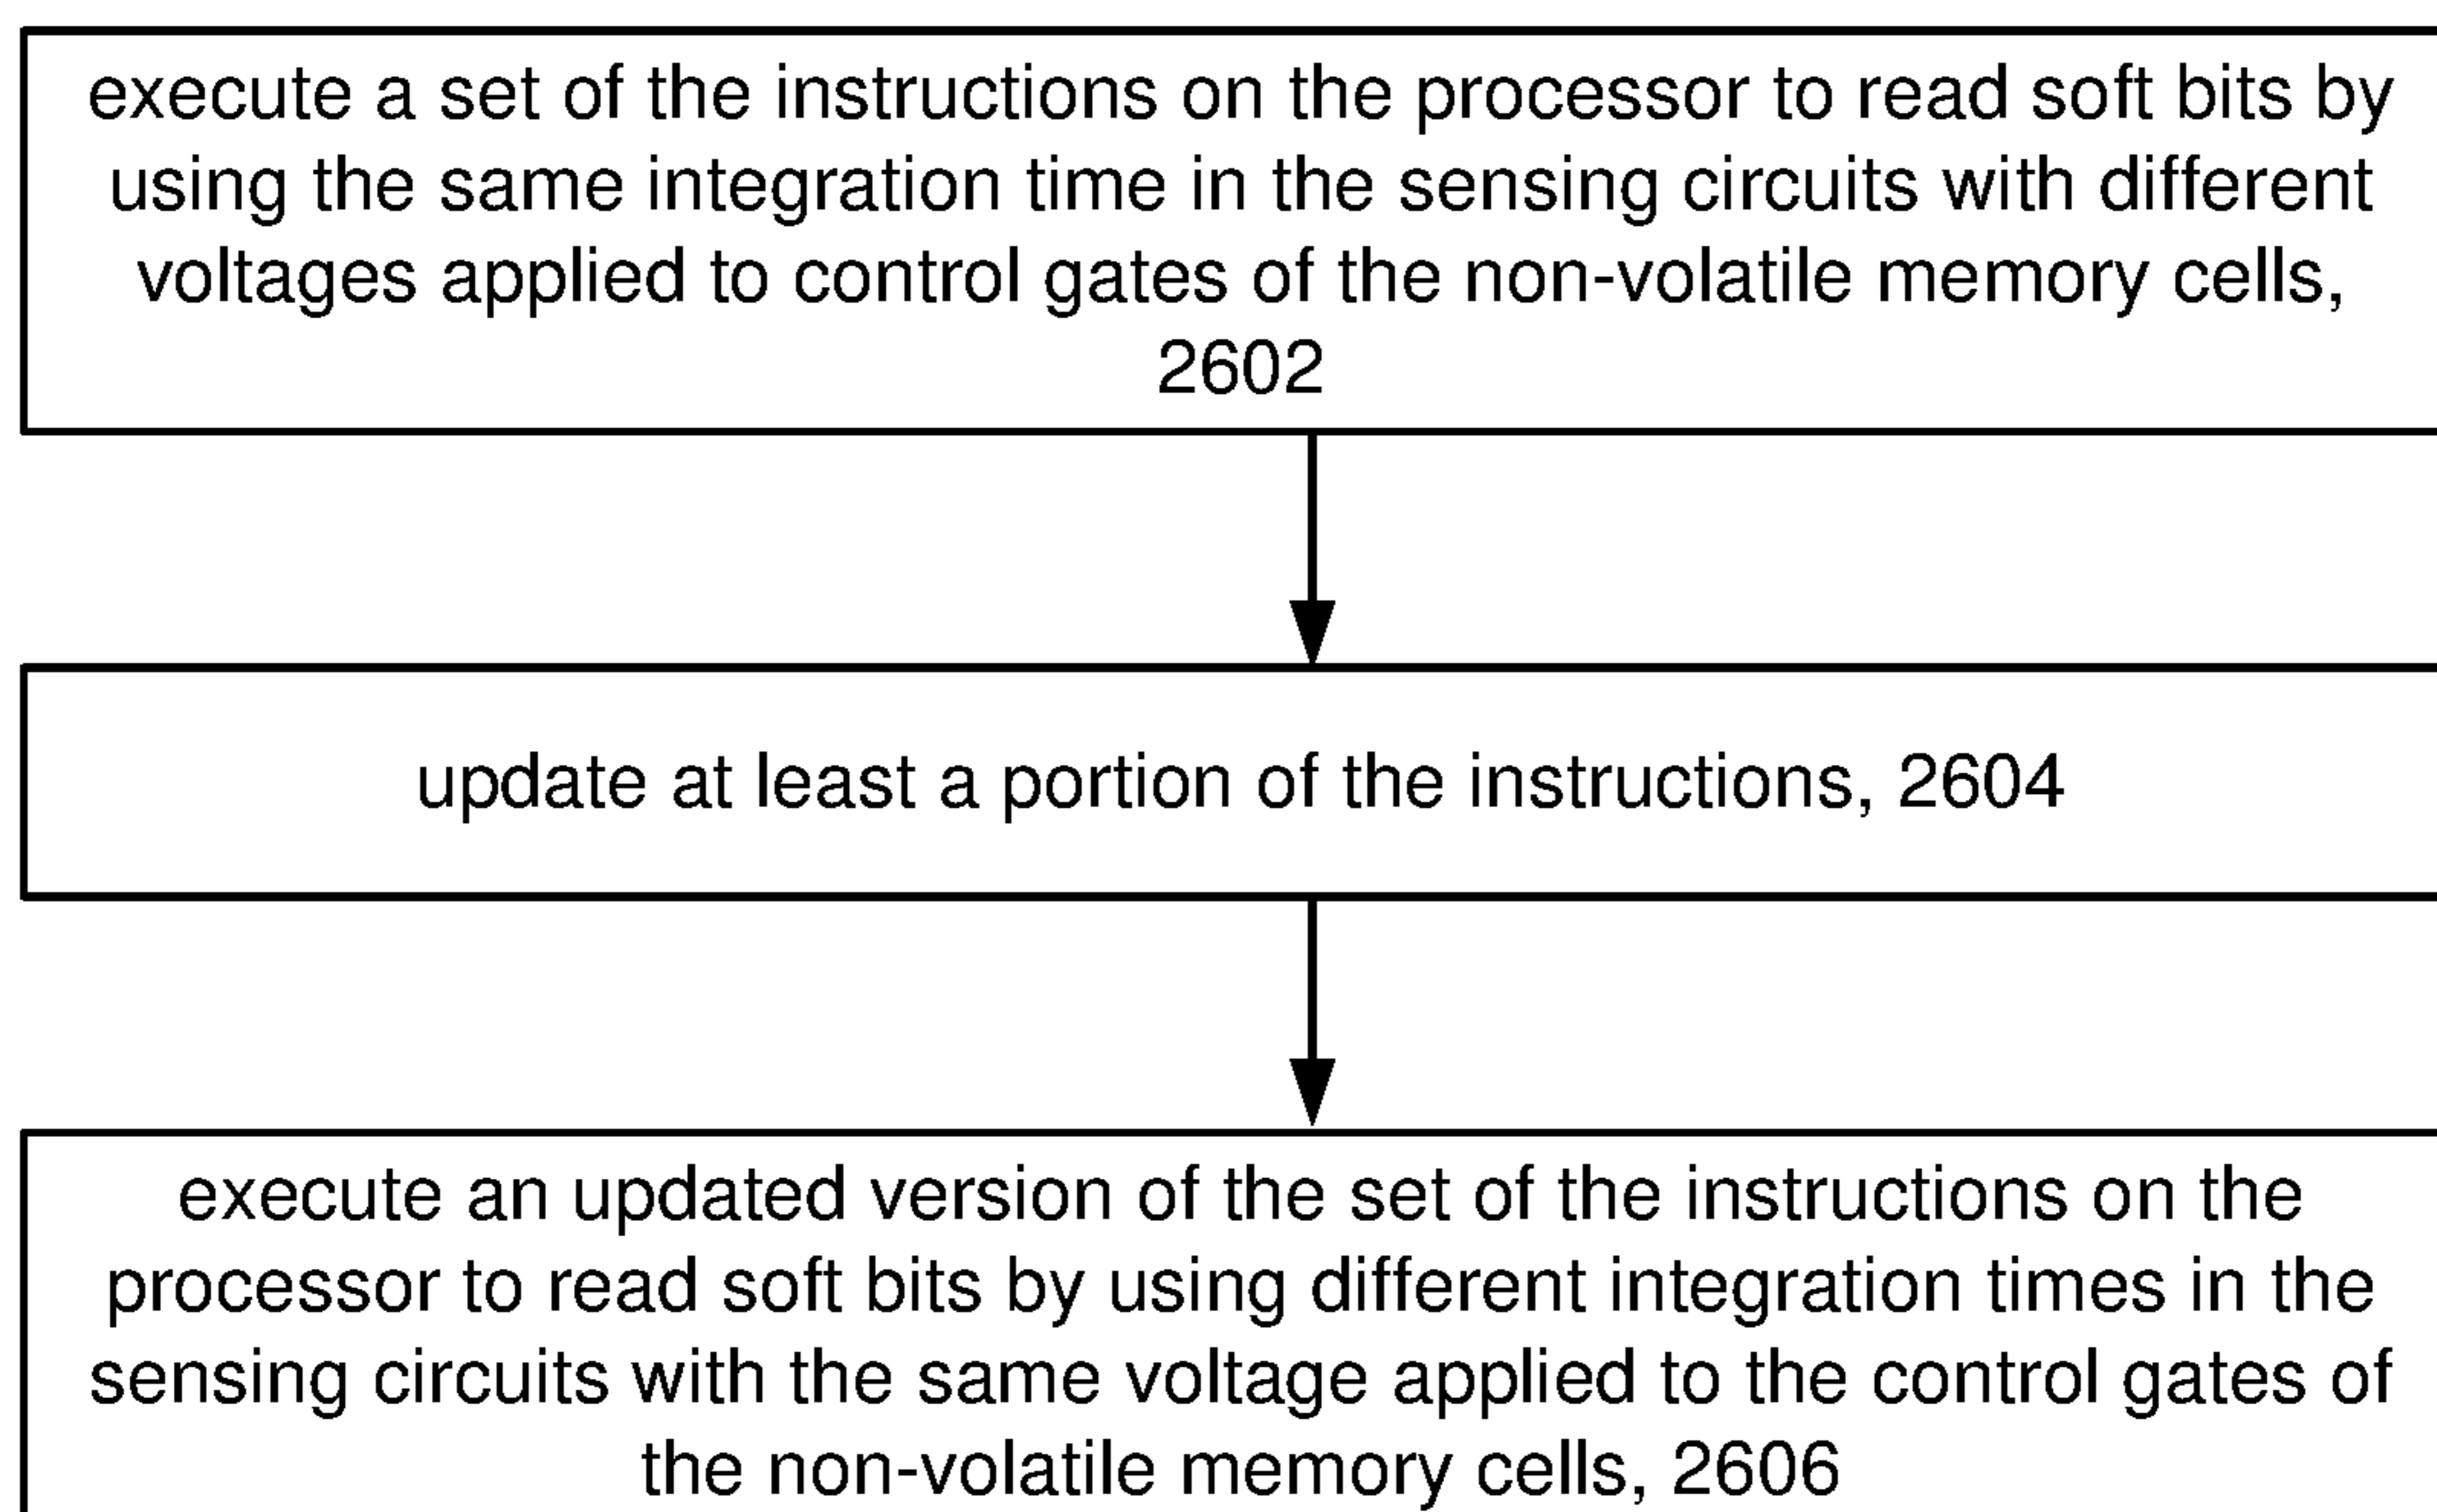 execute a set of the instructions on the processor to read soft bits by
using the same integration time in the sensing circuits with different
voltages applied to control gates of the non-volatile memory cells,
2602
update at least a portion of the instructions, 2604
execute an updated version of the set of the instructions on the
processor to read soft bits by using different integration times in the
sensing circuits with the same voltage applied to the control gates of
the non-volatile memory cells, 2606